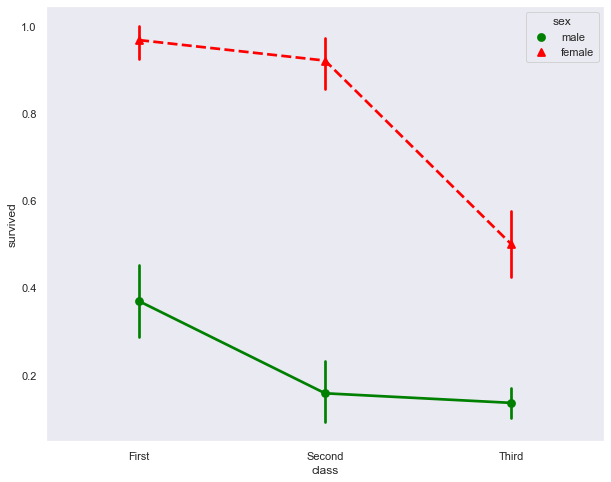 sex
male
female
1.0
0.8
0.6
0.4
0.2
survived
First
Second
Third
class